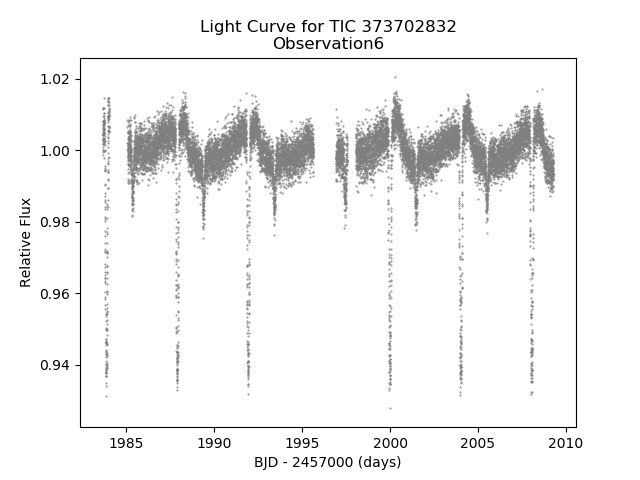 Light Curve for TIC 373702832
Observation6
Relative Flux
1.02
1.00
0.98
0.96
0.94
1985
1990
1995
2000
2005
2010
BJD - 2457000 (days)